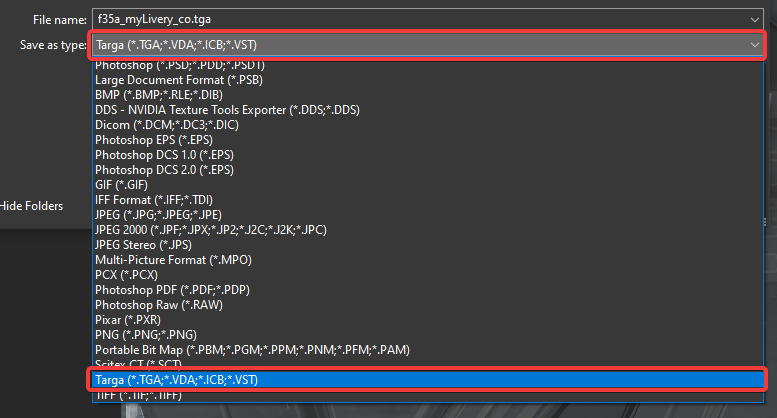 File name: f35a_myLivery_co.tga
Save as type: Targa (*.TGA;*.VDA;*.ICB;*.VST)
Photoshop (*.PSD;*.PDD;*.PSDT)
Large Document Format (*.PSB)
BMP (*.BMP;*.RLE;*.DIB)
DDS - NVIDIA Texture Tools Exporter (*.DDS;*.DDS)
Dicom (*.DCM;*.DC3;*.DIC)
Photoshop EPS (*.EPS)
Photoshop DCS 1.0 (*.EPS)
Photoshop DCS 2.0 (*.EPS)
GIF (*.GIF)
IFF Format (*.IFF;*.TDI)
Hide Folders
JPEG (*.JPG;*.JPEG;*.JPE)
JPEG 2000 (*.JPF;*.JPX;*.JP2;*.J2C;*.J2K;*.JPC)
JPEG Stereo (*.JPS)
Multi-Picture Format (*.MPO)
PCX (*.PCX)
Photoshop PDF (*.PDF;*.PDP)
Photoshop Raw (*.RAW)
Pixar (*.PXR)
PNG (*.PNG;*.PNG)
Portable Bit Map (*.PBM;*.PGM;*.PPM;*.PNM;*.PFM;*.PAM)
Scitex CT (*.SCT)
Targa (*.TGA;*.VDA;*.ICB;*.VST)
TIFF (*.TIF;*.TIFF)